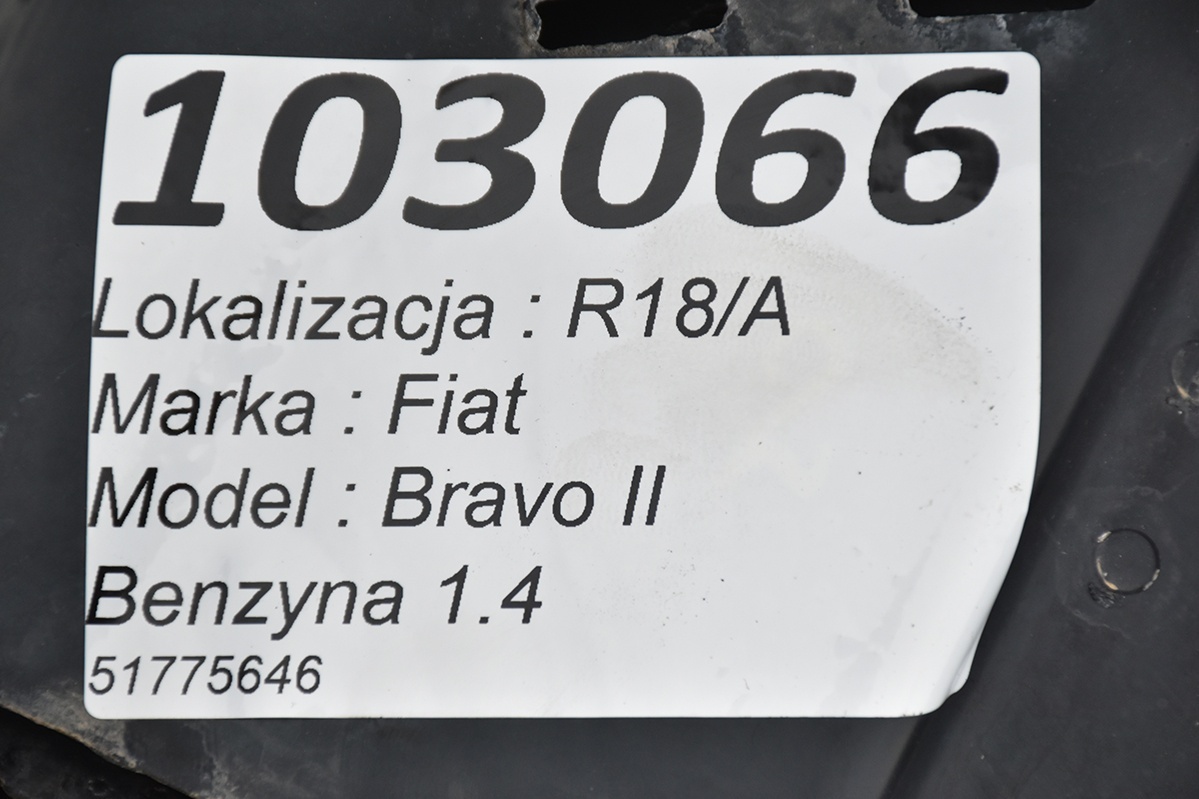 103066
Lokalizacja : R18/A
Marka : Fiat
Model : Bravo II
Benzyna 1.4
51775646